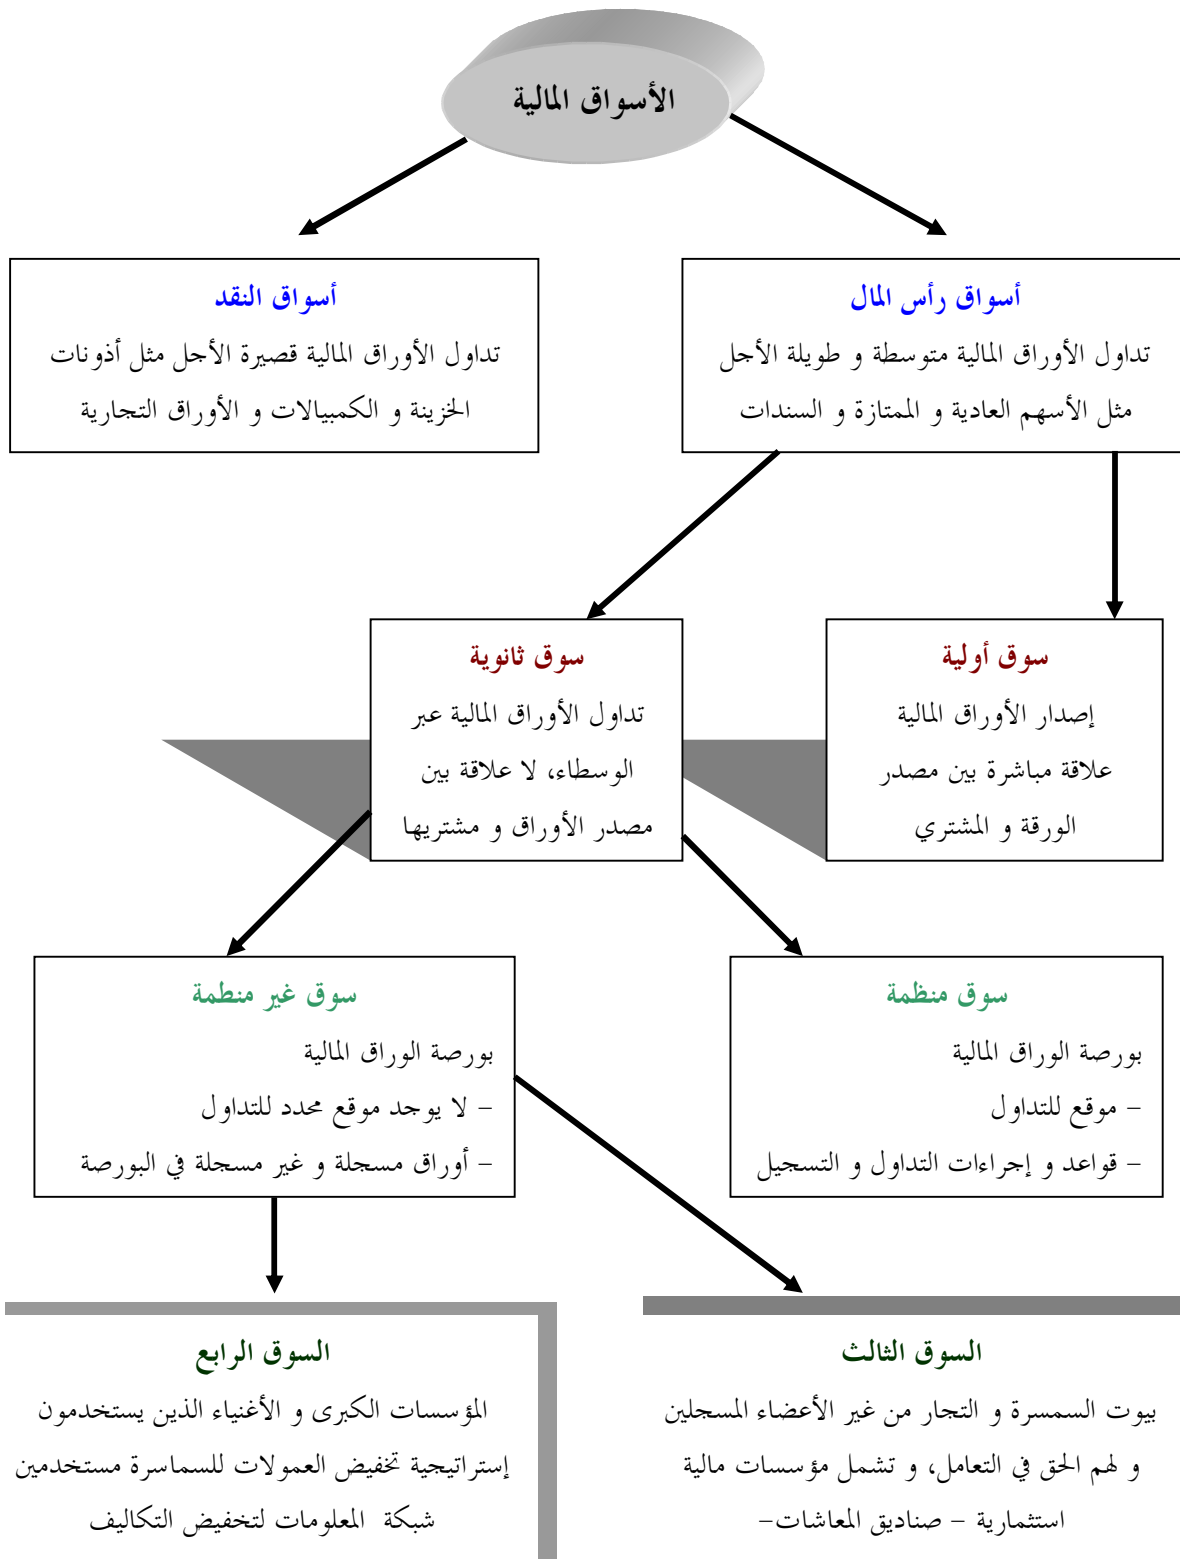 الأسواق المالية
أسواق رأس المال
تداول الأوراق المالية متوسطة و طويلة الأجل
مثل الأسهم العادية و الممتازة و السندات
أسواق النقد
تداول الأوراق المالية قصيرة الأجل مثل أذونات
الخزينة و الكمبيالات و الأوراق التجارية
سوق أولية
إصدار الأوراق المالية
علاقة مباشرة بين مصدر
الورقة و المشتري
سوق ثانوية
تداول الأوراق المالية عبر
الوسطاء، لا علاقة بين
مصدر الأوراق و مشتريها
سوق منظمة
بورصة الوراق المالية
– موقع للتداول
– قواعد و إجراءات التداول و التسجيل
سوق غير منطمة
بورصة الوراق المالية
– لا يوجد موقع محدد للتداول
– أوراق مسجلة و غير مسجلة في البورصة
السوق الثالث
بيوت السمسرة و التجار من غير الأعضاء المسجلين
و لهم الحق في التعامل، و تشمل مؤسسات مالية
استثمارية – صناديق المعاشات–
السوق الرابع
المؤسسات الكبرى و الأغنياء الذين يستخدمون
إستراتيجية تخفيض العمولات للسماسرة مستخدمين
شبكة المعلومات لتخفيض التكاليف